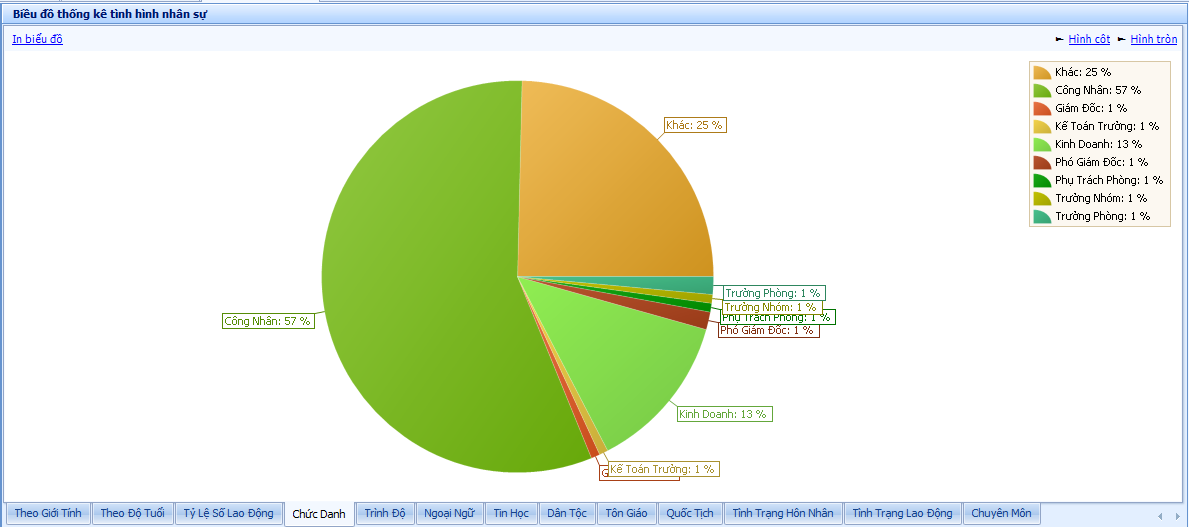 Biểu đồ thống kê tình hình nhân sự
In biểu đồ
Hình cột
Hình tròn
Khác: 25 %
Công Nhân: 57 %
Giám Đốc: 1 %
Kế Toán Trưởng: 1 %
Kinh Doanh: 13 %
Phó Giám Đốc: 1 %
Phụ Trách Phòng: 1 %
Trưởng Nhóm: 1 %
Trưởng Phòng: 1 %
Khác: 25 %
Trưởng Phòng: 1 %
Trưởng Nhóm: 1 %
Phụ Trách Phòng: 1 %
Phó Giám Đốc: 1 %
Công Nhân: 57 %
Kinh Doanh: 13 %
Kế Toán Trưởng: 1 %
Theo Giới Tính Theo Độ Tuổi Tỷ Lệ Số Lao Động Chức Danh Trình Độ Ngoại Ngữ Tin Học Dân Tộc Tôn Giáo Quốc Tịch Tình Trạng Hôn Nhân Tình Trạng Lao Động Chuyên Môn